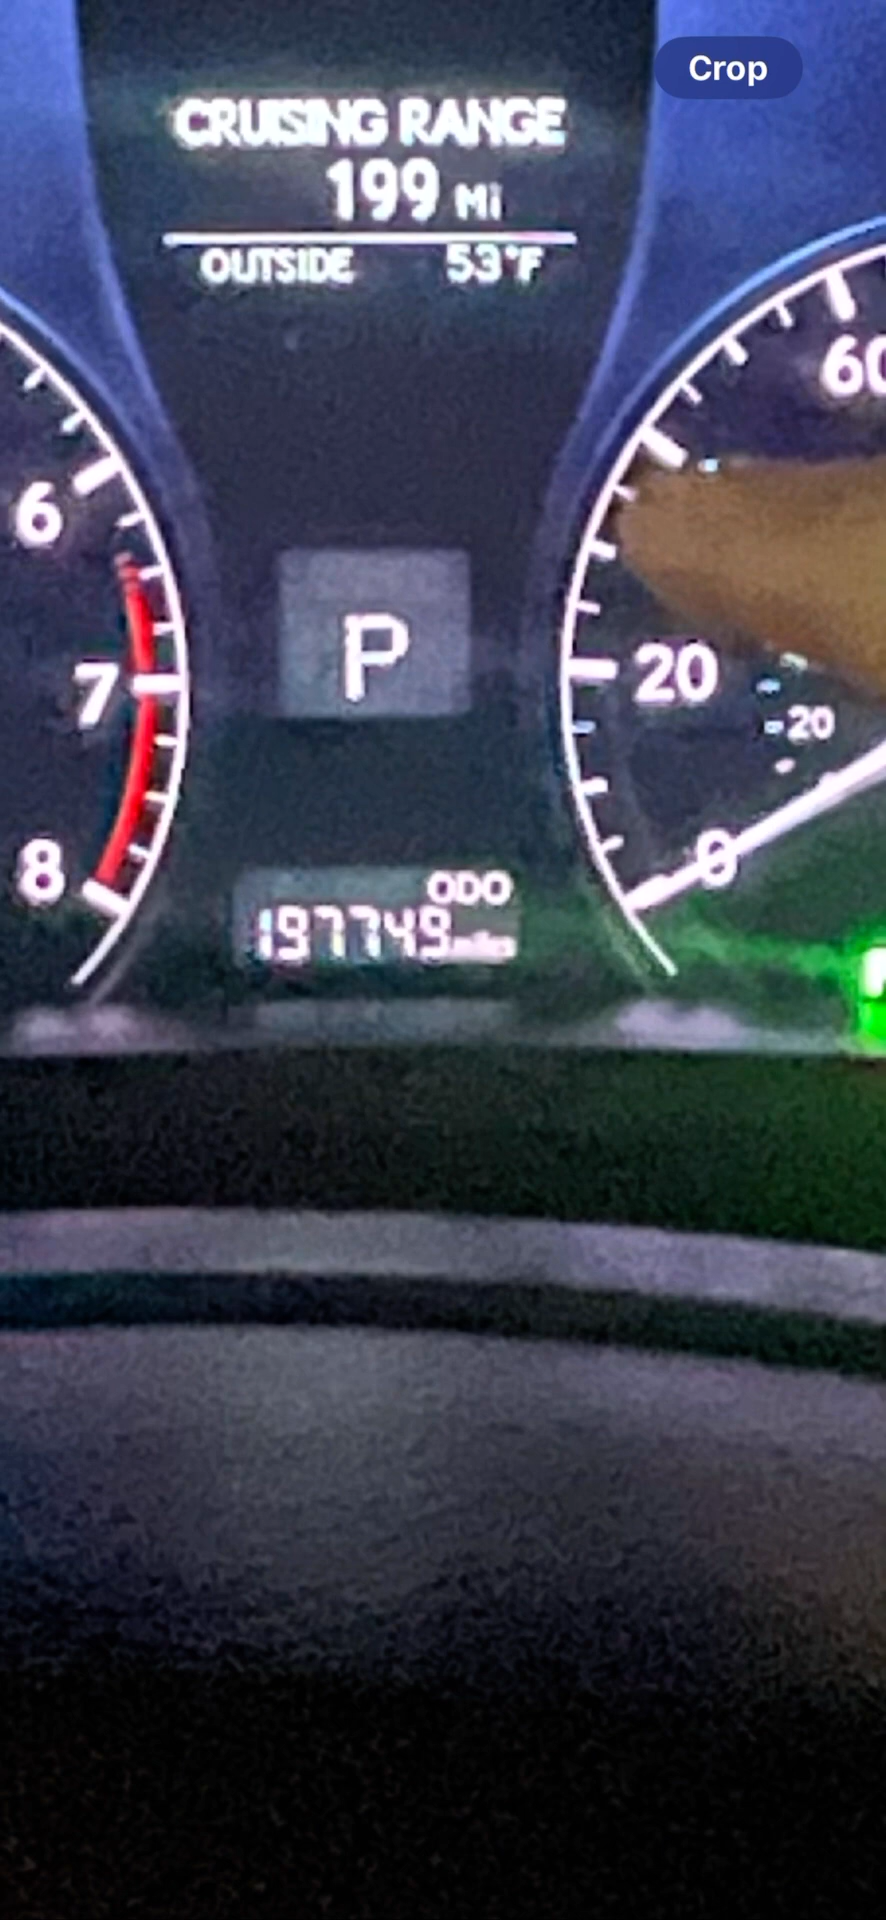 Crop
CRUISING RANGE
199 Mi
OUTSIDE 53°F
60
6
P
7
20
20
8
0
ODO
197749 miles